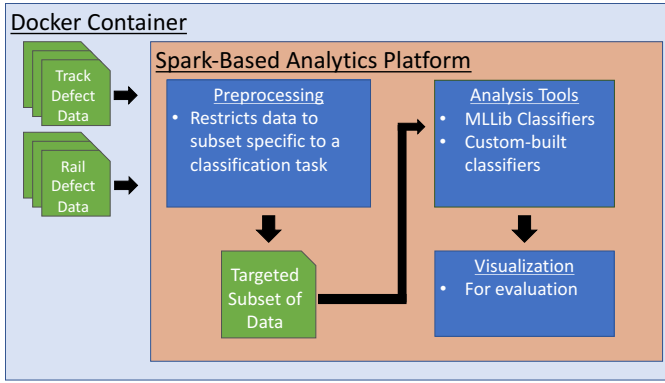 Docker Container
Track
Defect
Data
Rail
Defect
Data
Spark-Based Analytics Platform
Preprocessing
• Restricts data to
subset specific to a
classification task
Targeted
Subset of
Data
Analysis Tools
• MLLib Classifiers
• Custom-built
classifiers
Visualization
• For evaluation